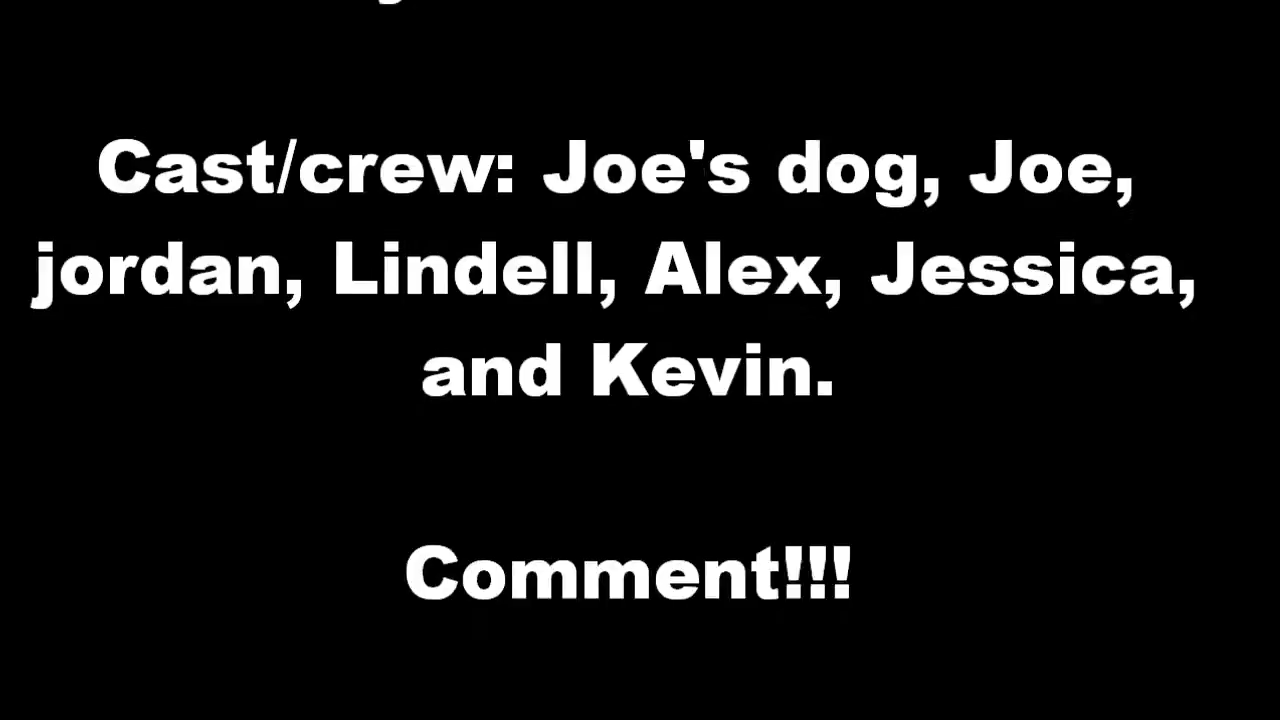 Cast/crew: Joe's dog, Joe,
jordan, Lindell, Alex, Jessica,
and Kevin.
Comment!!!